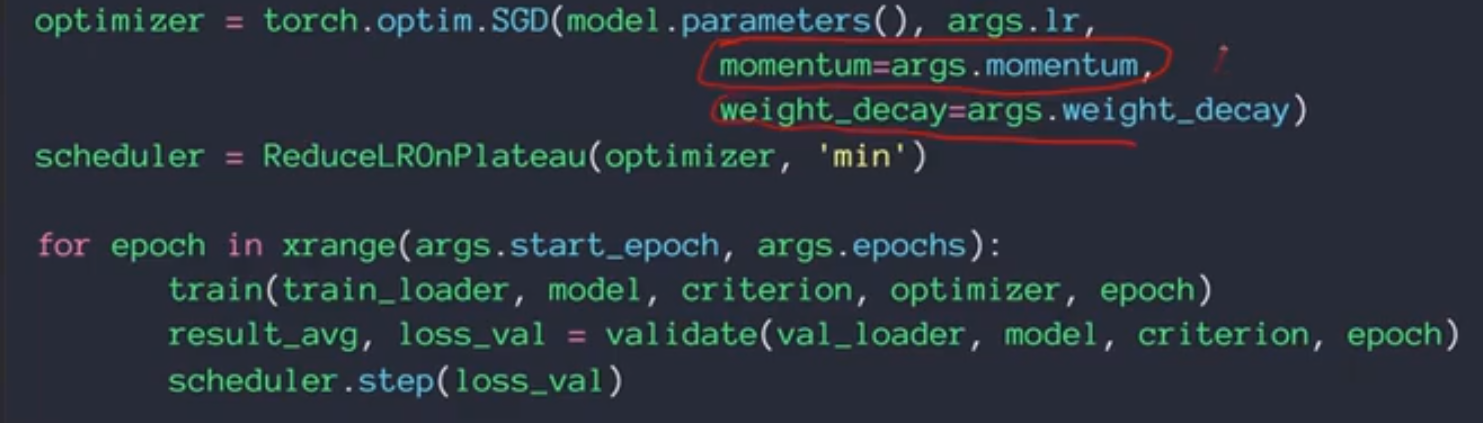 optimizer = torch.optim.SGD(model.parameters(), args.lr,
momentum=args.momentum,
weight_decay=args.weight_decay)
scheduler = ReduceLROnPlateau(optimizer, 'min')
for epoch in xrange(args.start_epoch, args.epochs):
train(train_loader, model, criterion, optimizer, epoch)
result_avg, loss_val = validate(val_loader, model, criterion, epoch)
scheduler.step(loss_val)